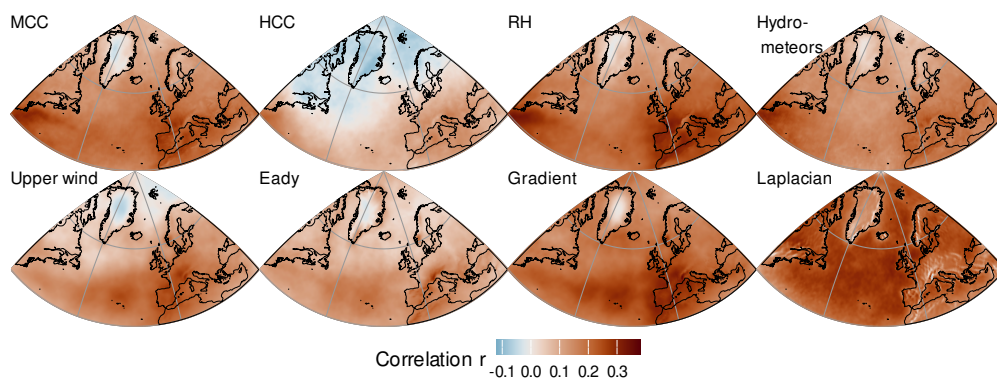 MCC
HCC
RH
Hydro-
meteors
Upper wind
Eady
Gradient
Laplacian
Correlation r
-0.1 0.0 0.1 0.2 0.3